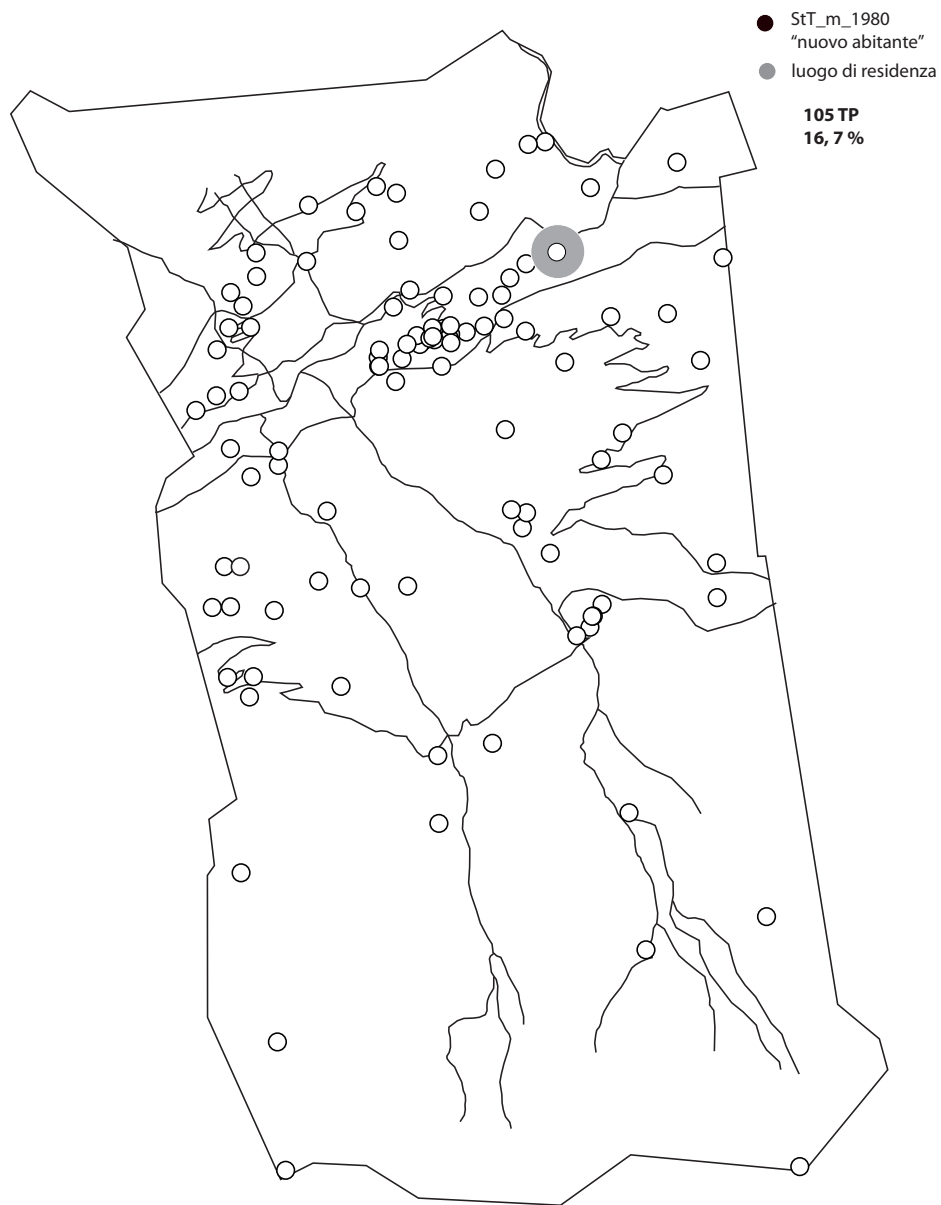 StT_m_1980
“nuovo abitante”
luogo di residenza
105 TP
16, 7 %